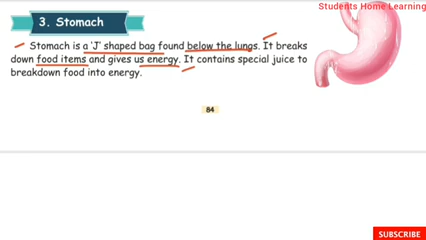 Students Home Learning
3. Stomach
Stomach is a 'J' shaped bag found below the lungs. It breaks
down food items and gives us energy. It contains special juice to
breakdown food into energy.
84
SUBSCRIBE